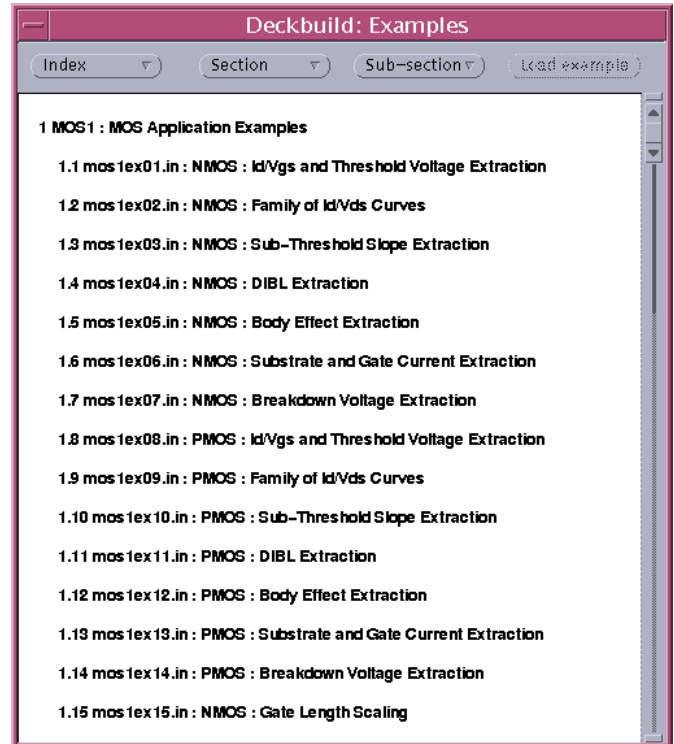 Deckbuild: Examples
Index Section Sub-section Load example
1 MOS1 : MOS Application Examples
1.1 mos1ex01.in : NMOS : Id/Vgs and Threshold Voltage Extraction
1.2 mos1ex02.in : NMOS : Family of Id/Vds Curves
1.3 mos1ex03.in : NMOS : Sub-Threshold Slope Extraction
1.4 mos1ex04.in : NMOS : DIBL Extraction
1.5 mos1ex05.in : NMOS : Body Effect Extraction
1.6 mos1ex06.in : NMOS : Substrate and Gate Current Extraction
1.7 mos1ex07.in : NMOS : Breakdown Voltage Extraction
1.8 mos1ex08.in : PMOS : Id/Vgs and Threshold Voltage Extraction
1.9 mos1ex09.in : PMOS : Family of Id/Vds Curves
1.10 mos1ex10.in : PMOS : Sub-Threshold Slope Extraction
1.11 mos1ex11.in : PMOS : DIBL Extraction
1.12 mos1ex12.in : PMOS : Body Effect Extraction
1.13 mos1ex13.in : PMOS : Substrate and Gate Current Extraction
1.14 mos1ex14.in : PMOS : Breakdown Voltage Extraction
1.15 mos1ex15.in : NMOS : Gate Length Scaling